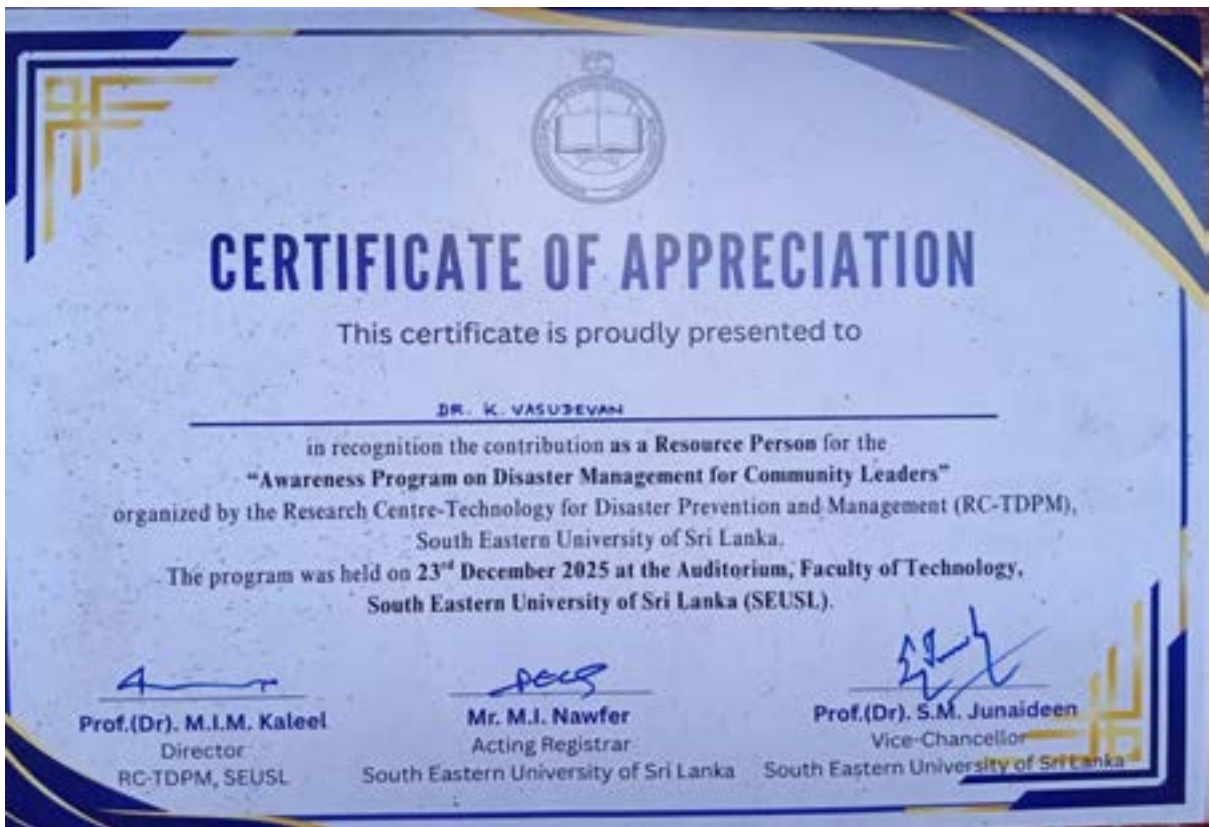 CERTIFICATE OF APPRECIATION
This certificate is proudly presented to
DR. K. VASUDEVAN
in recognition the contribution as a Resource Person for the
“Awareness Program on Disaster Management for Community Leaders”
organized by the Research Centre-Technology for Disaster Prevention and Management (RC-TDPM),
South Eastern University of Sri Lanka.
The program was held on 23rd December 2025 at the Auditorium, Faculty of Technology,
South Eastern University of Sri Lanka (SEUSL).
Prof.(Dr). M.I.M. Kaleel
Director
RC-TDPM, SEUSL
Mr. M.I. Nawfer
Acting Registrar
South Eastern University of Sri Lanka
Prof.(Dr). S.M. Junaideen
Vice-Chancellor
South Eastern University of Sri Lanka